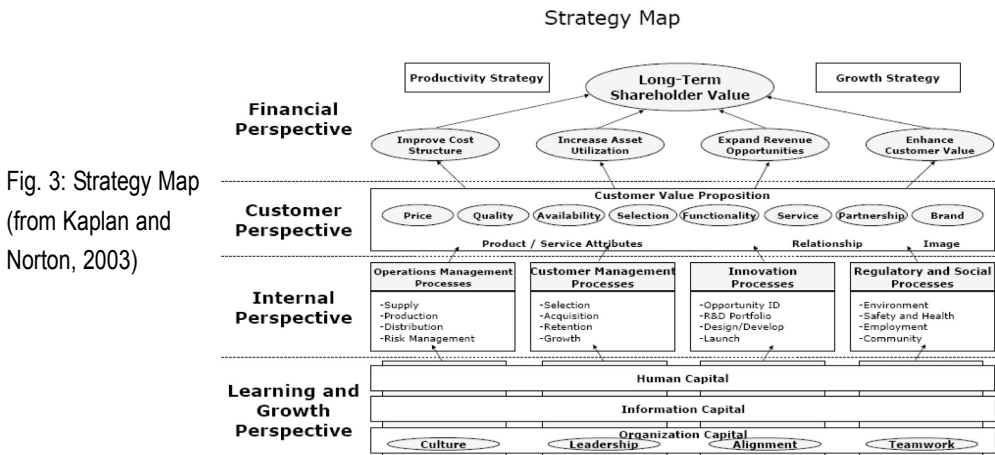 Strategy Map
Productivity Strategy
Long-Term
Shareholder Value
Growth Strategy
Financial
Perspective
Improve Cost
Structure
Increase Asset
Utilization
Expand Revenue
Opportunities
Enhance
Customer Value
Fig. 3: Strategy Map
(from Kaplan and
Norton, 2003)
Customer
Perspective
Customer Value Proposition
Price
Quality
Availability
Selection
Functionality
Service
Partnership
Brand
Product / Service Attributes
Relationship
Image
Internal
Perspective
Operations Management
Processes
-Supply
-Production
-Distribution
-Risk Management
Customer Management
Processes
-Selection
-Acquisition
-Retention
-Growth
Innovation
Processes
-Opportunity ID
-R&D Portfolio
-Design/Develop
-Launch
Regulatory and Social
Processes
-Environment
-Safety and Health
-Employment
-Community
Learning and
Growth
Perspective
Human Capital
Information Capital
Organization Capital
Culture
Leadership
Alignment
Teamwork